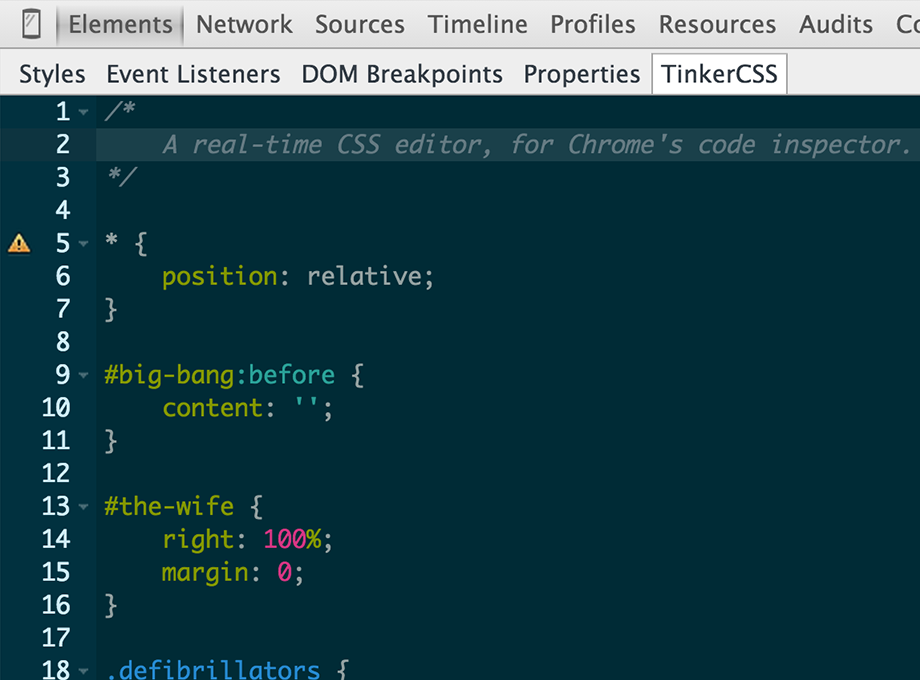 Elements Network Sources Timeline Profiles Resources Audits
Styles Event Listeners DOM Breakpoints Properties TinkerCSS
1 /*
2 A real-time CSS editor, for Chrome's code inspector.
3 */
4
5 * {
6 position: relative;
7 }
8
9 #big-bang:before {
10 content: '';
11 }
12
13 #the-wife {
14 right: 100%;
15 margin: 0;
16 }
17
18 .defibrillators {